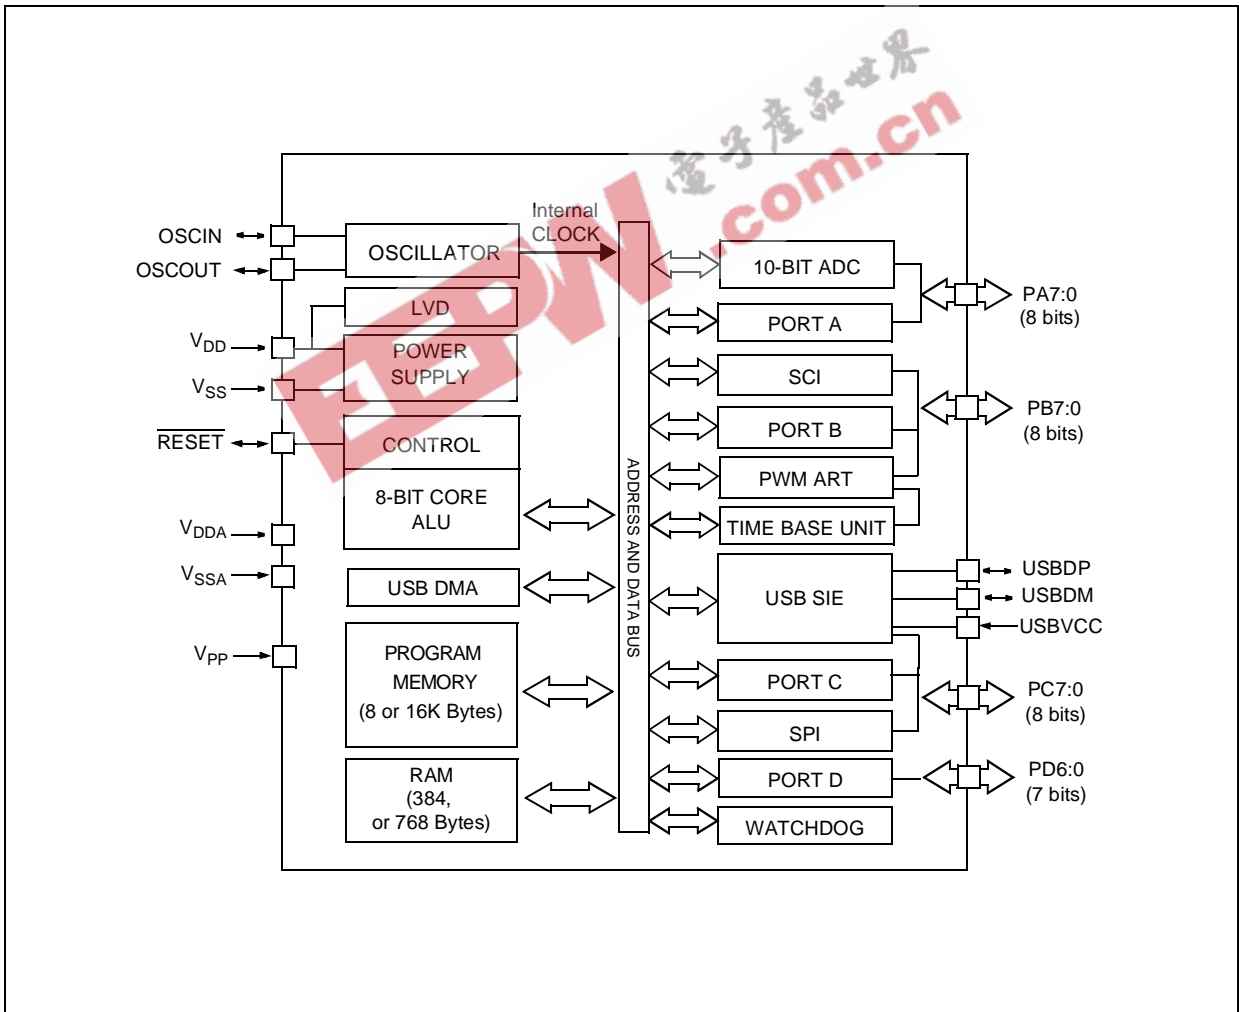 電子產品世界
EEPW.com.cn
Internal
CLOCK
OSCIN
OSCOUT
OSCILLATOR
LVD
VDD
VSS
POWER
SUPPLY
RESET
CONTROL
8-BIT CORE
ALU
VDDA
VSSA
USB DMA
VPP
PROGRAM
MEMORY
(8 or 16K Bytes)
RAM
(384,
or 768 Bytes)
ADDRESS AND DATA BUS
10-BIT ADC
PORT A
PA7:0
(8 bits)
SCI
PORT B
PB7:0
(8 bits)
PWM ART
TIME BASE UNIT
USB SIE
USBDP
USBDM
USBVCC
PORT C
PC7:0
(8 bits)
SPI
PORT D
PD6:0
(7 bits)
WATCHDOG